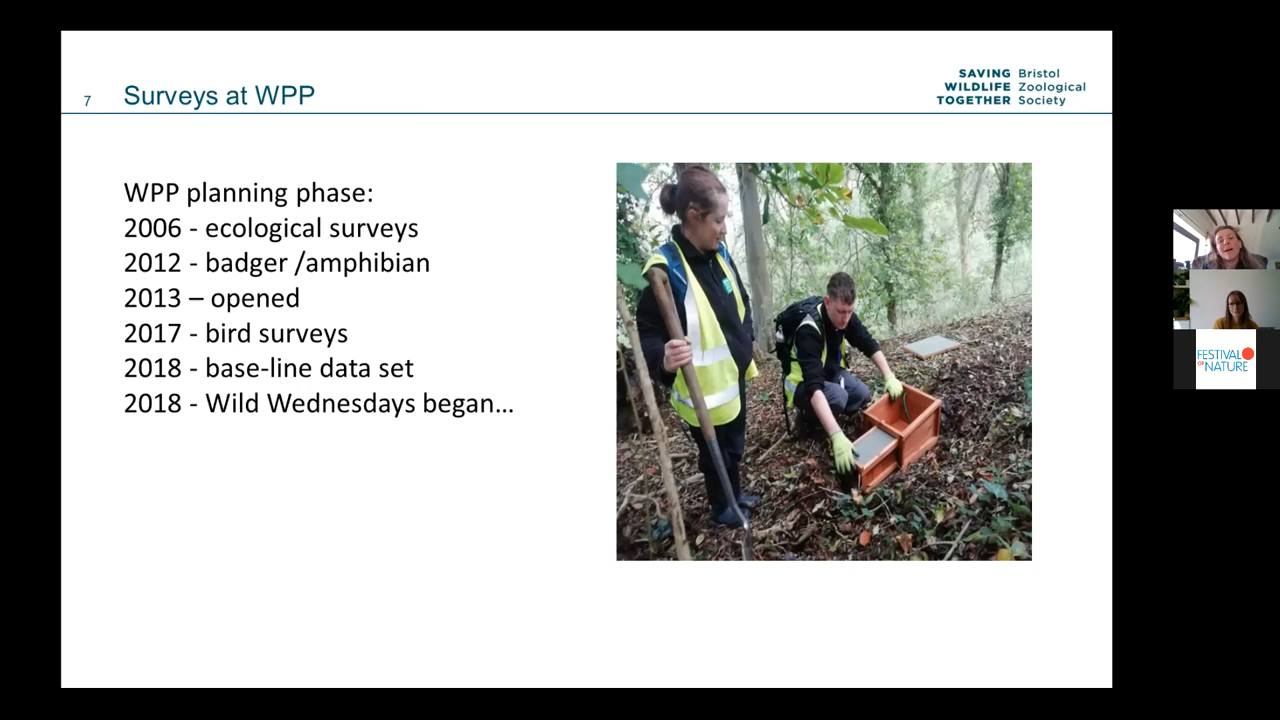 7 Surveys at WPP
SAVING Bristol
WILDLIFE Zoological
TOGETHER Society
WPP planning phase:
2006 - ecological surveys
2012 - badger /amphibian
2013 – opened
2017 - bird surveys
2018 - base-line data set
2018 - Wild Wednesdays began…
FESTIVAL
OF NATURE